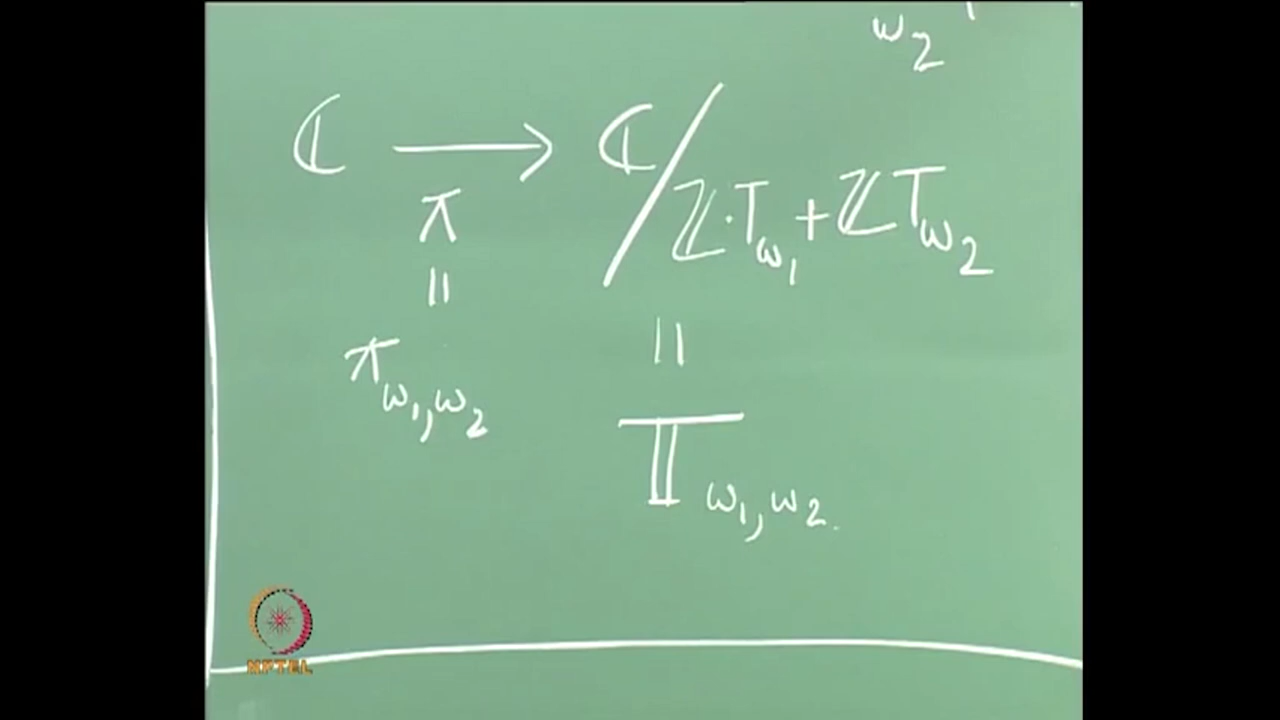 ω₂
ℂ ⟶ ℂ/ℤ·T_ω₁ + ℤT_ω₂
π
॥ ॥
π_ω₁,ω₂
𝕋_ω₁,ω₂.
NPTEL